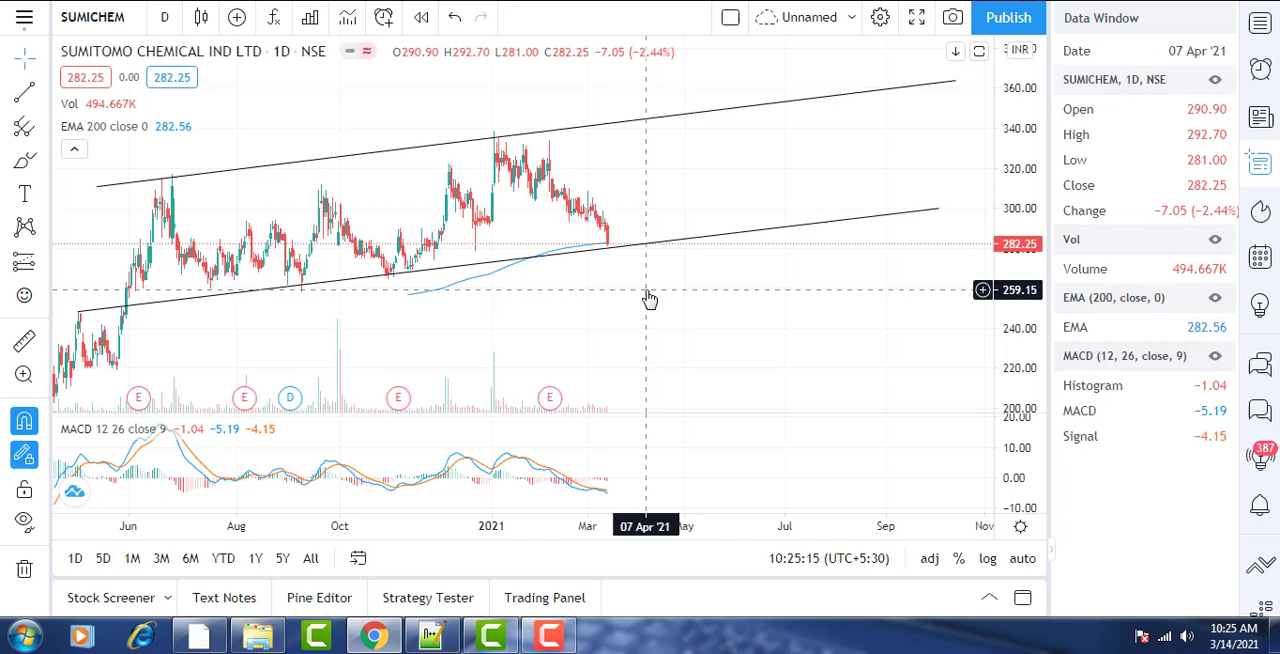 SUMICHEM D Unnamed Publish
SUMITOMO CHEMICAL IND LTD · 1D · NSE O290.90 H292.70 L281.00 C282.25 −7.05 (−2.44%)
282.25 0.00 282.25
Vol 494.667K
EMA 200 close 0 282.56
INR
360.00
340.00
320.00
300.00
282.25
259.15
240.00
220.00
200.00
E E D E E
MACD 12 26 close 9 −1.04 −5.19 −4.15
20.00
10.00
0.00
−10.00
Jun Aug Oct 2021 Mar 07 Apr '21 Jul Sep Nov
1D 5D 1M 3M 6M YTD 1Y 5Y All 10:25:15 (UTC+5:30) adj % log auto
Stock Screener Text Notes Pine Editor Strategy Tester Trading Panel
Data Window
Date 07 Apr '21
SUMICHEM, 1D, NSE
Open 290.90
High 292.70
Low 281.00
Close 282.25
Change −7.05 (−2.44%)
Vol
Volume 494.667K
EMA (200, close, 0)
EMA 282.56
MACD (12, 26, close, 9)
Histogram −1.04
MACD −5.19
Signal −4.15
387
10:25 AM
3/14/2021